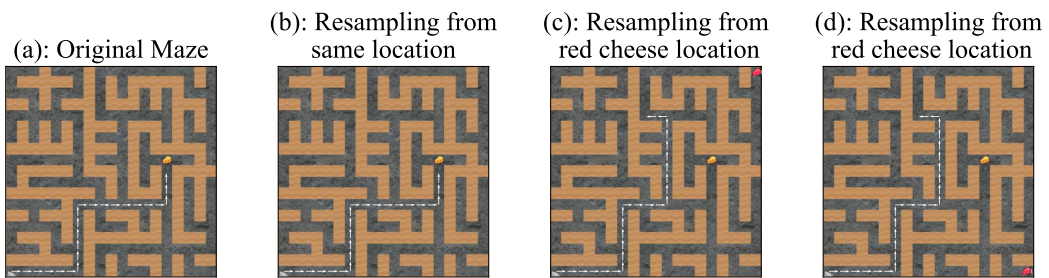 (a): Original Maze
(b): Resampling from
same location
(c): Resampling from
red cheese location
(d): Resampling from
red cheese location